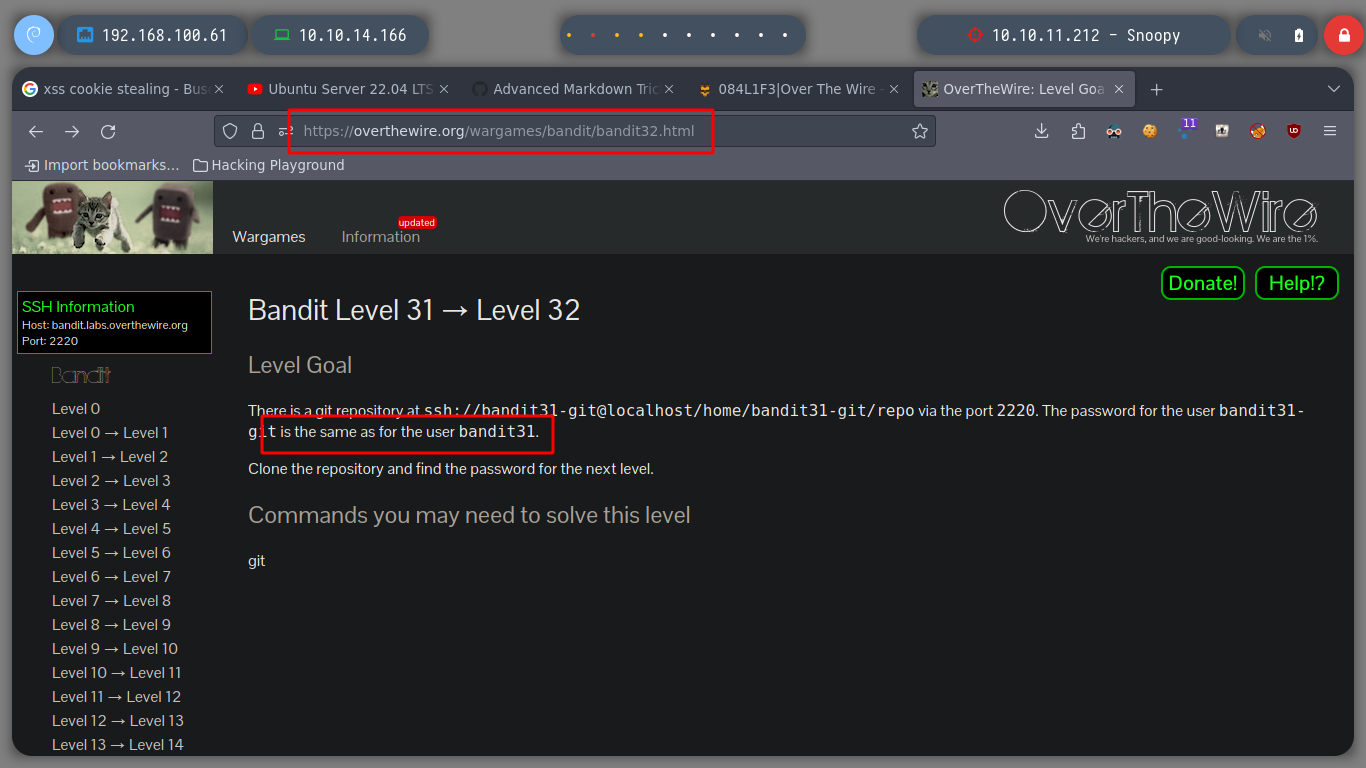 192.168.100.61
10.10.14.166
10.10.11.212 - Snoopy
xss cookie stealing - Bus
Ubuntu Server 22.04 LTS
Advanced Markdown Tric
084L1F3|Over The Wire -
OverTheWire: Level Goa
https://overthewire.org/wargames/bandit/bandit32.html
11
Import bookmarks...
Hacking Playground
Wargames
Information
updated
OverTheWire
We're hackers, and we are good-looking. We are the 1%.
Donate!
Help!?
SSH Information
Host: bandit.labs.overthewire.org
Port: 2220
Bandit
Level 0
Level 0 → Level 1
Level 1 → Level 2
Level 2 → Level 3
Level 3 → Level 4
Level 4 → Level 5
Level 5 → Level 6
Level 6 → Level 7
Level 7 → Level 8
Level 8 → Level 9
Level 9 → Level 10
Level 10 → Level 11
Level 11 → Level 12
Level 12 → Level 13
Level 13 → Level 14
Bandit Level 31 → Level 32
Level Goal
There is a git repository at ssh://bandit31-git@localhost/home/bandit31-git/repo via the port 2220. The password for the user bandit31-
git is the same as for the user bandit31.
Clone the repository and find the password for the next level.
Commands you may need to solve this level
git